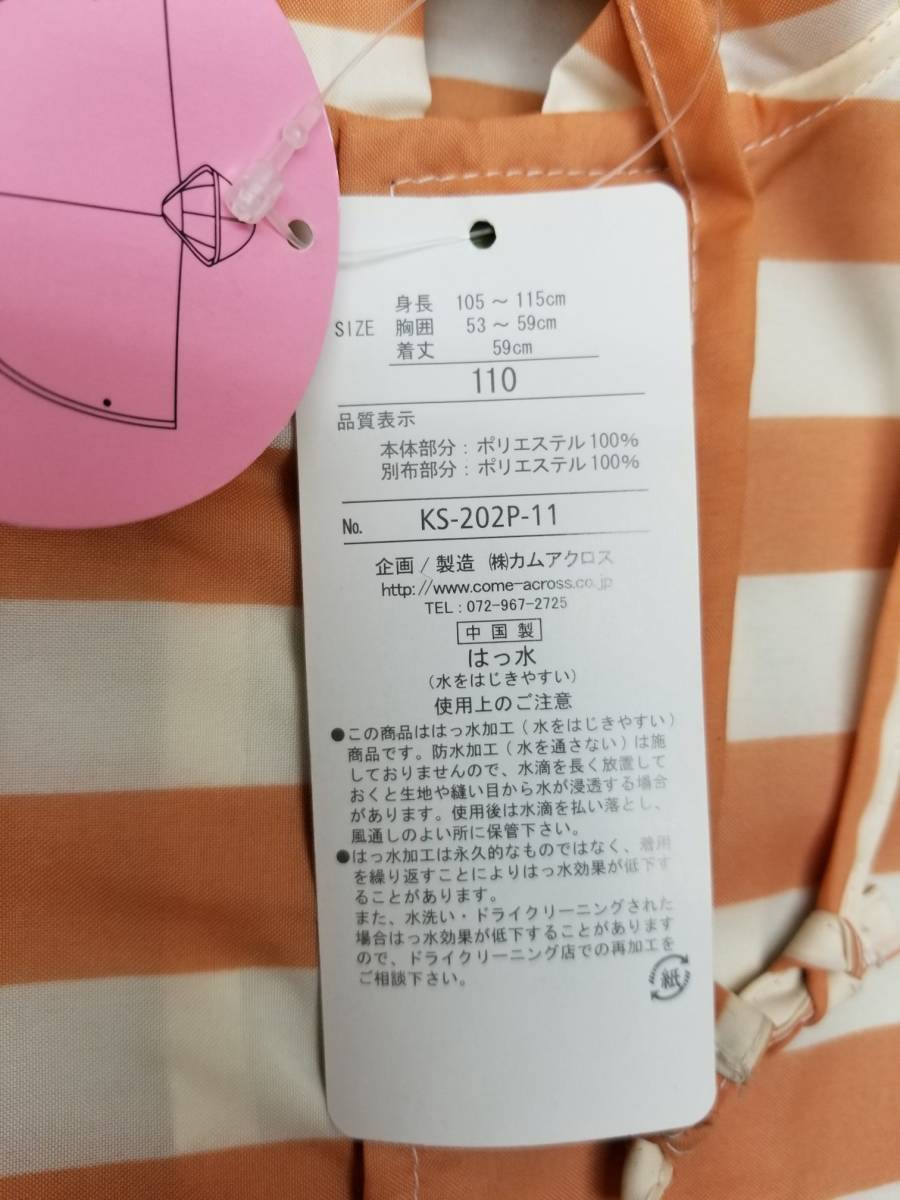 身長 105～115cm
SIZE 胸囲 53～59cm
着丈 59cm
110
品質表示
本体部分：ポリエステル100%
別布部分：ポリエステル100%
No. KS-202P-11
企画/製造 ㈱カムアクロス
http://www.come-across.co.jp
TEL：072-967-2725
中国製
はっ水
（水をはじきやすい）
使用上のご注意
●この商品ははっ水加工（水をはじきやすい）
商品です。防水加工（水を通さない）は施
しておりませんので、水滴を長く放置して
おくと生地や縫い目から水が浸透する場合
があります。使用後は水滴を払い落とし、
風通しのよい所に保管下さい。
●はっ水加工は永久的なものではなく、着用
を繰り返すことによりはっ水効果が低下す
ることがあります。
また、水洗い・ドライクリーニングされた
場合はっ水効果が低下することがあります
ので、ドライクリーニング店での再加工を
ご相談下さい。
紙